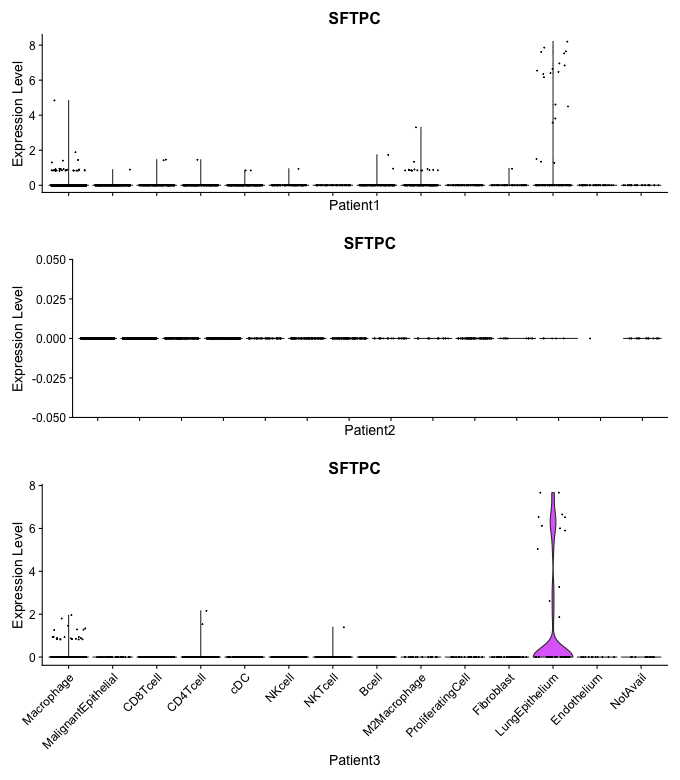 SFTPC
Expression Level
8
6
4
2
0
Patient1
SFTPC
Expression Level
0.050
0.025
0.000
-0.025
-0.050
Patient2
SFTPC
Expression Level
8
6
4
2
0
Macrophage
MalignantEpithelial
CD8Tcell
CD4Tcell
cDC
NKcell
NKTcell
Bcell
M2Macrophage
ProliferatingCell
Fibroblast
LungEpithelium
Endothelium
NotAvail
Patient3